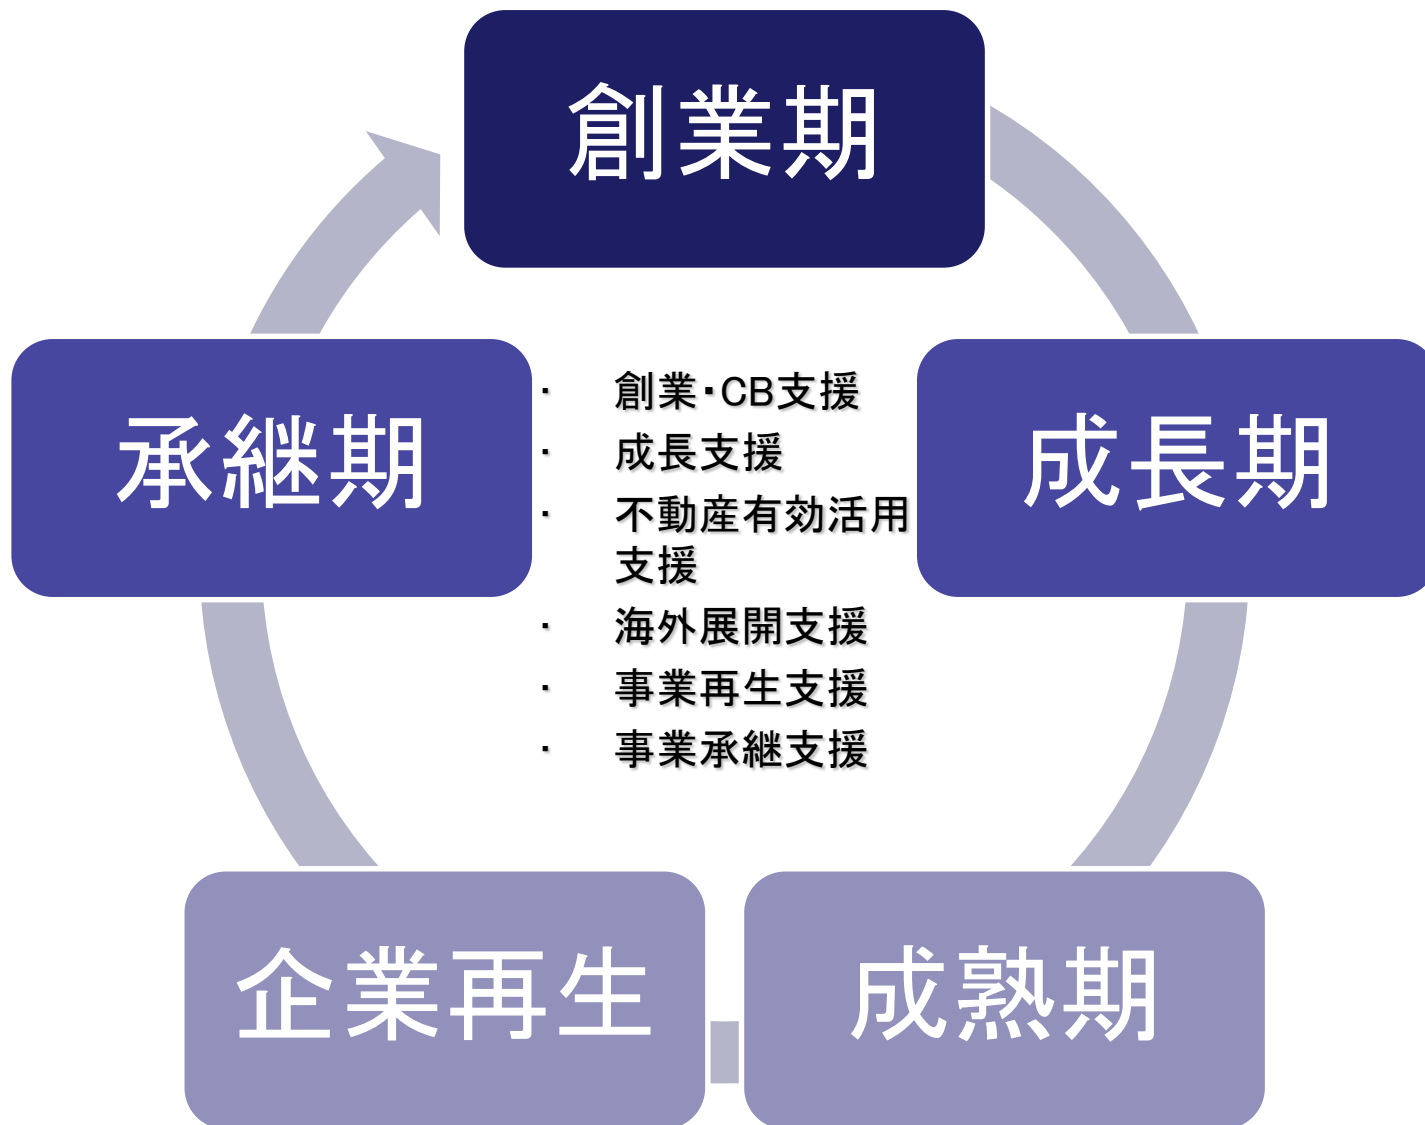 創業期
承継期
成長期
・ 創業・CB支援
・ 成長支援
・ 不動産有効活用
支援
・ 海外展開支援
・ 事業再生支援
・ 事業承継支援
企業再生
成熟期